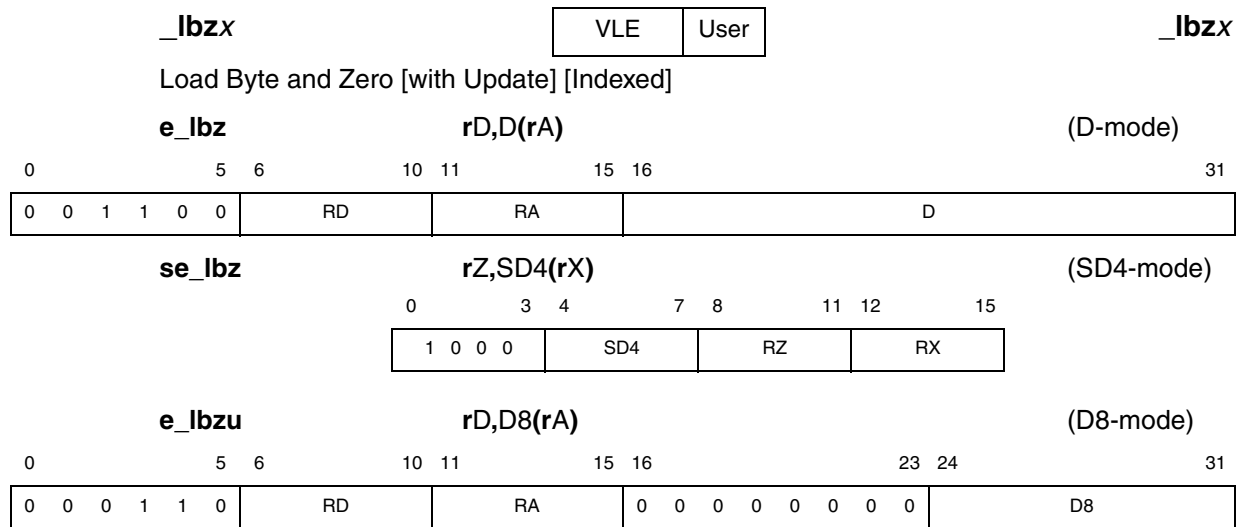 _lbzx VLE User _lbzx
Load Byte and Zero [with Update] [Indexed]
e_lbz rD,D(rA) (D-mode)
0 5 6 10 11 15 16 31
0 0 1 1 0 0 RD RA D
se_lbz rZ,SD4(rX) (SD4-mode)
0 3 4 7 8 11 12 15
1 0 0 0 SD4 RZ RX
e_lbzu rD,D8(rA) (D8-mode)
0 5 6 10 11 15 16 23 24 31
0 0 0 1 1 0 RD RA 0 0 0 0 0 0 0 0 D8